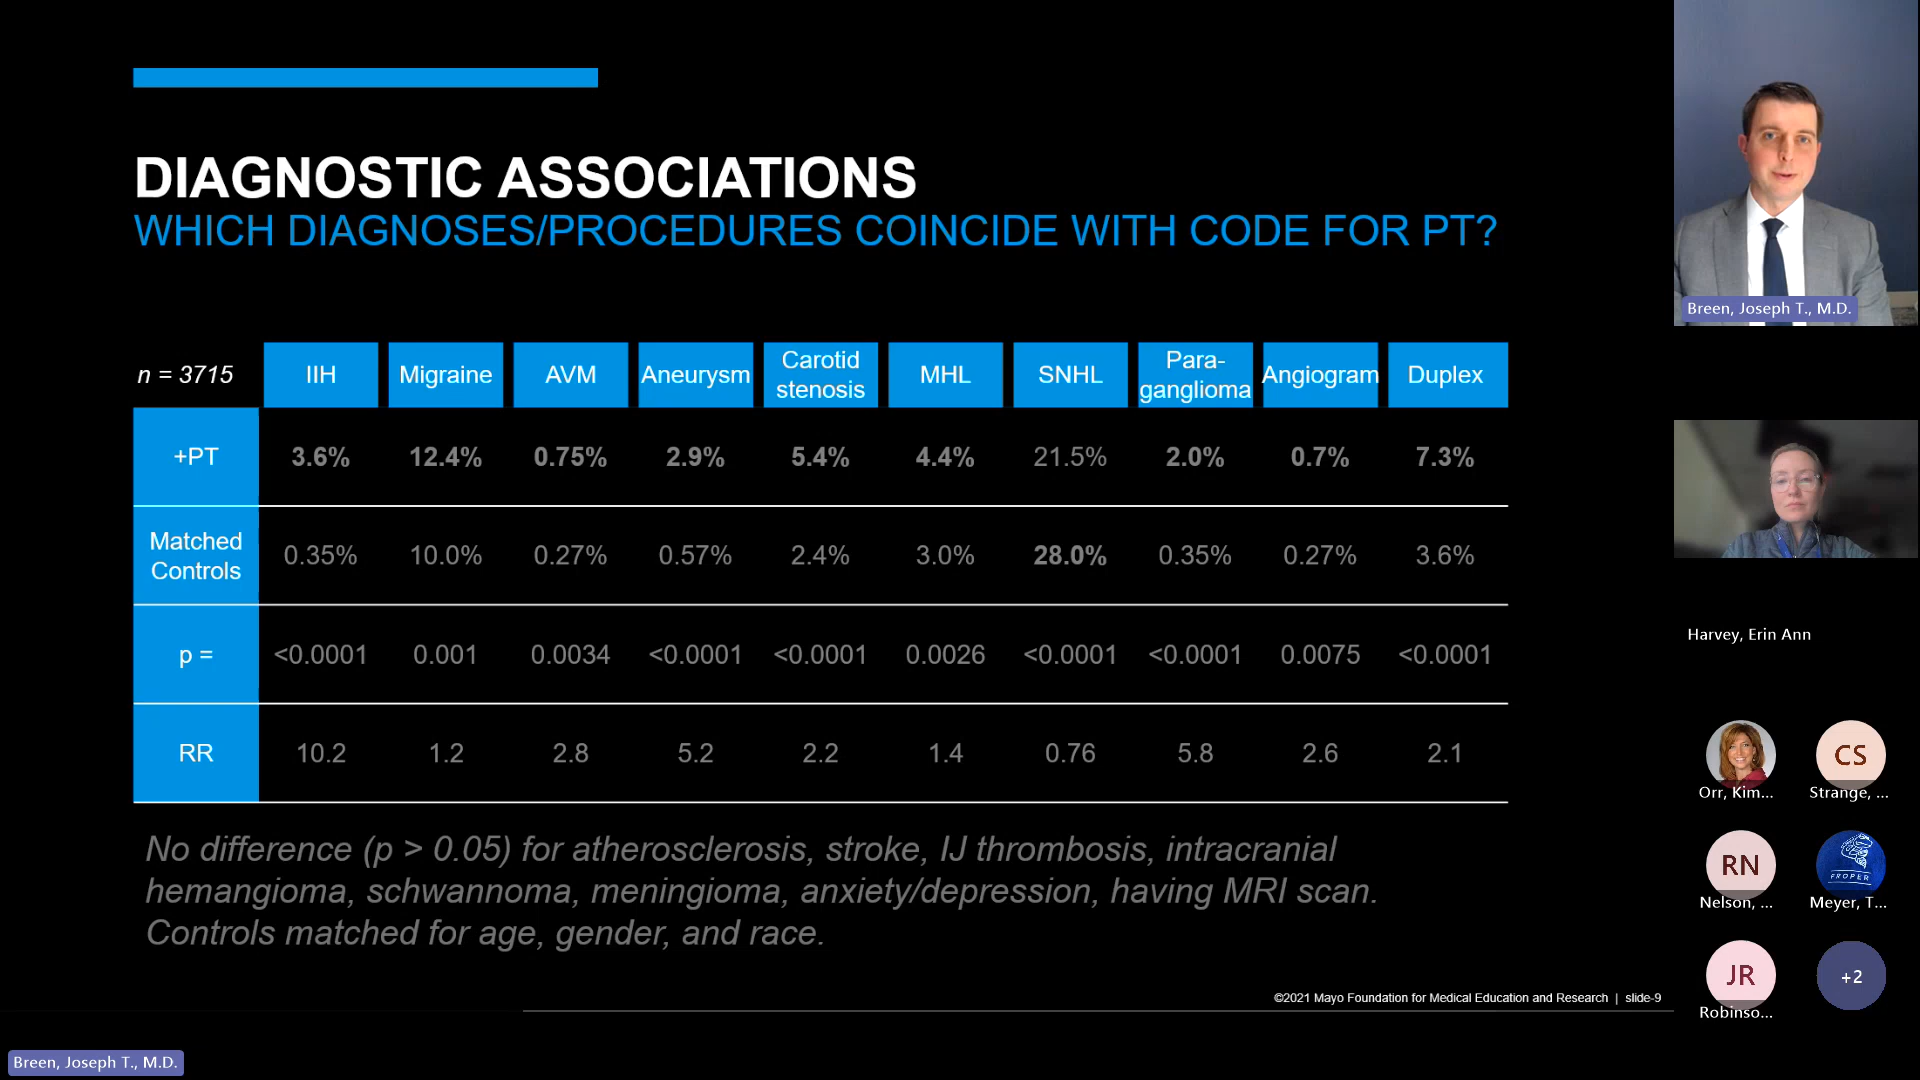 DIAGNOSTIC ASSOCIATIONS
WHICH DIAGNOSES/PROCEDURES COINCIDE WITH CODE FOR PT?
n = 3715 IIH Migraine AVM Aneurysm Carotid stenosis MHL SNHL Para-ganglioma Angiogram Duplex
+PT 3.6% 12.4% 0.75% 2.9% 5.4% 4.4% 21.5% 2.0% 0.7% 7.3%
Matched Controls 0.35% 10.0% 0.27% 0.57% 2.4% 3.0% 28.0% 0.35% 0.27% 3.6%
p = <0.0001 0.001 0.0034 <0.0001 <0.0001 0.0026 <0.0001 <0.0001 0.0075 <0.0001
RR 10.2 1.2 2.8 5.2 2.2 1.4 0.76 5.8 2.6 2.1
No difference (p > 0.05) for atherosclerosis, stroke, IJ thrombosis, intracranial
hemangioma, schwannoma, meningioma, anxiety/depression, having MRI scan.
Controls matched for age, gender, and race.
©2021 Mayo Foundation for Medical Education and Research | slide-9
Breen, Joseph T., M.D.
Breen, Joseph T., M.D.
Harvey, Erin Ann
Orr, Kim...
CS
Strange, ...
RN
Nelson, ...
PROPER
Meyer, T...
JR
Robinso...
+2